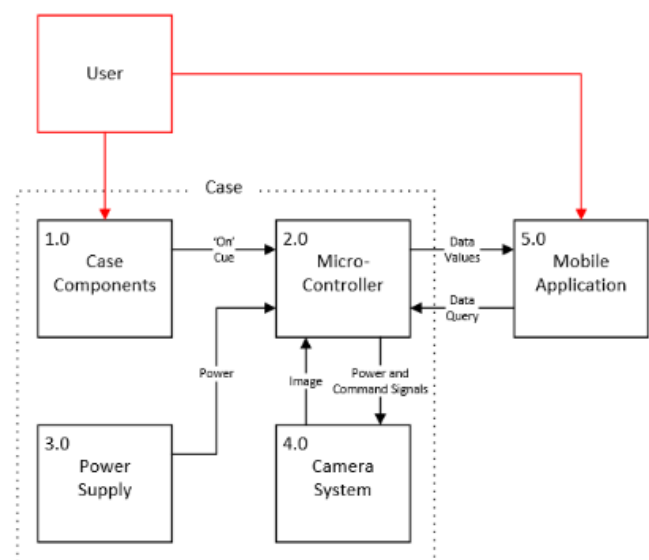 User
Case
1.0
Case
Components
'On'
Cue
2.0
Micro-
Controller
Data
Values
5.0
Mobile
Application
Data
Query
Power
Image
Power and
Command Signals
3.0
Power
Supply
4.0
Camera
System